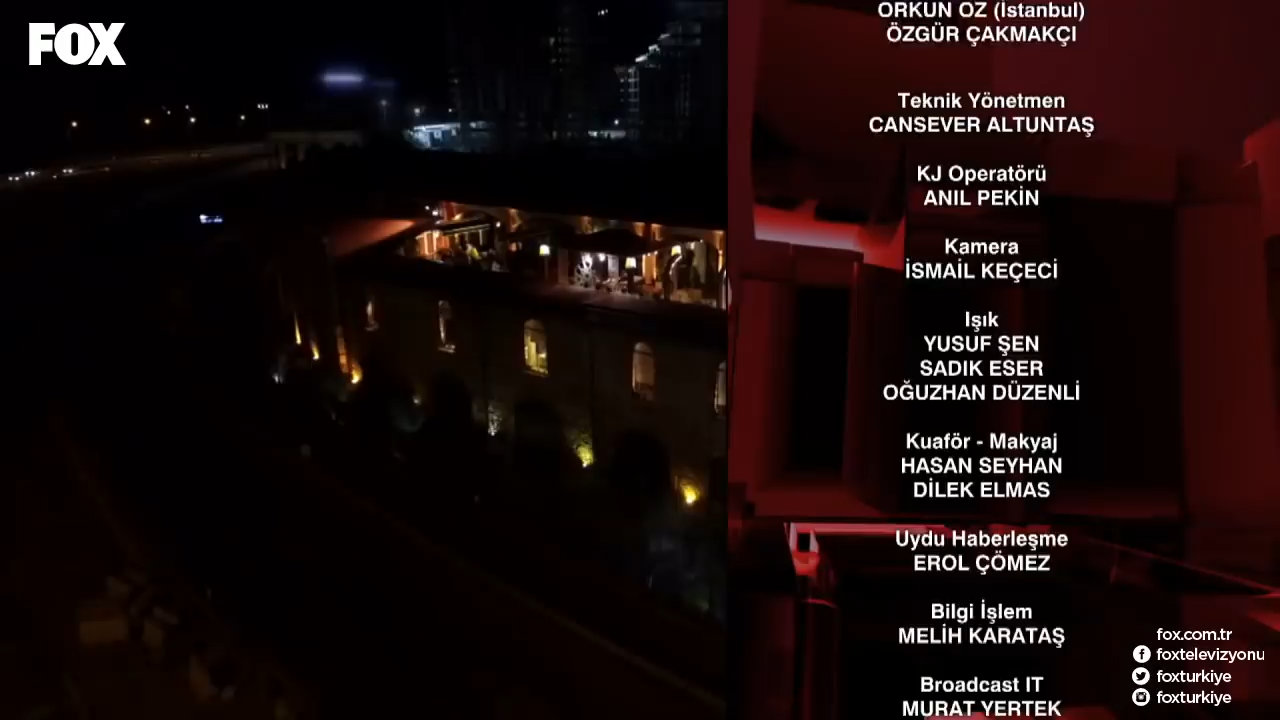 FOX
ORKUN ÖZ (İstanbul)
ÖZGÜR ÇAKMAKÇI
Teknik Yönetmen
CANSEVER ALTUNTAŞ
KJ Operatörü
ANIL PEKİN
Kamera
İSMAİL KEÇECİ
Işık
YUSUF ŞEN
SADIK ESER
OĞUZHAN DÜZENLİ
Kuaför - Makyaj
HASAN SEYHAN
DİLEK ELMAS
Uydu Haberleşme
EROL ÇÖMEZ
Bilgi İşlem
MELİH KARATAŞ
Broadcast IT
MURAT YERTEK
fox.com.tr
foxtelevizyonu
foxturkiye
foxturkiye